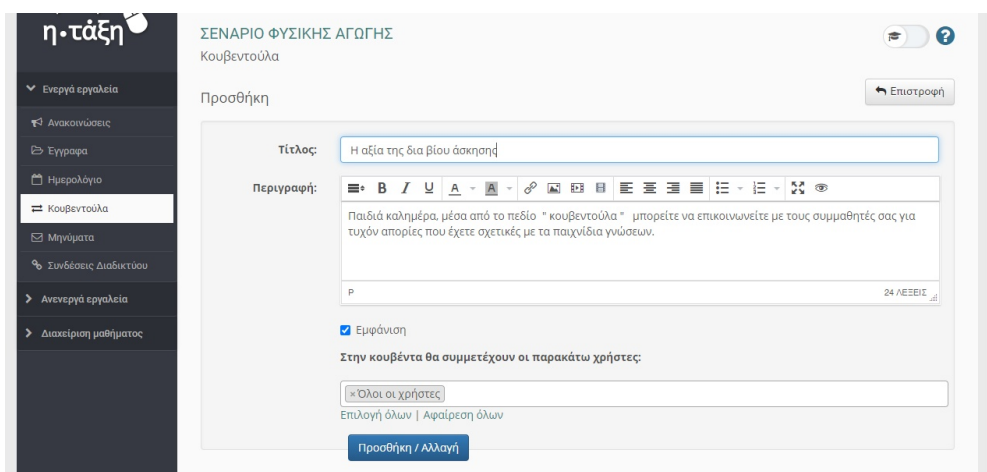 η·τάξη
ΣΕΝΑΡΙΟ ΦΥΣΙΚΗΣ ΑΓΩΓΗΣ
Κουβεντούλα
Ενεργά εργαλεία
Ανακοινώσεις
Έγγραφα
Ημερολόγιο
Κουβεντούλα
Μηνύματα
Συνδέσεις Διαδικτύου
Ανενεργά εργαλεία
Διαχείριση μαθήματος
Προσθήκη
Επιστροφή
Τίτλος:
Η αξία της δια βίου άσκησης
Περιγραφή:
B I U A A
Παιδιά καλημέρα, μέσα από το πεδίο " κουβεντούλα " μπορείτε να επικοινωνείτε με τους συμμαθητές σας για
τυχόν απορίες που έχετε σχετικές με τα παιχνίδια γνώσεων.
P
24 ΛΕΞΕΙΣ
Εμφάνιση
Στην κουβέντα θα συμμετέχουν οι παρακάτω χρήστες:
×Όλοι οι χρήστες
Επιλογή όλων | Αφαίρεση όλων
Προσθήκη / Αλλαγή